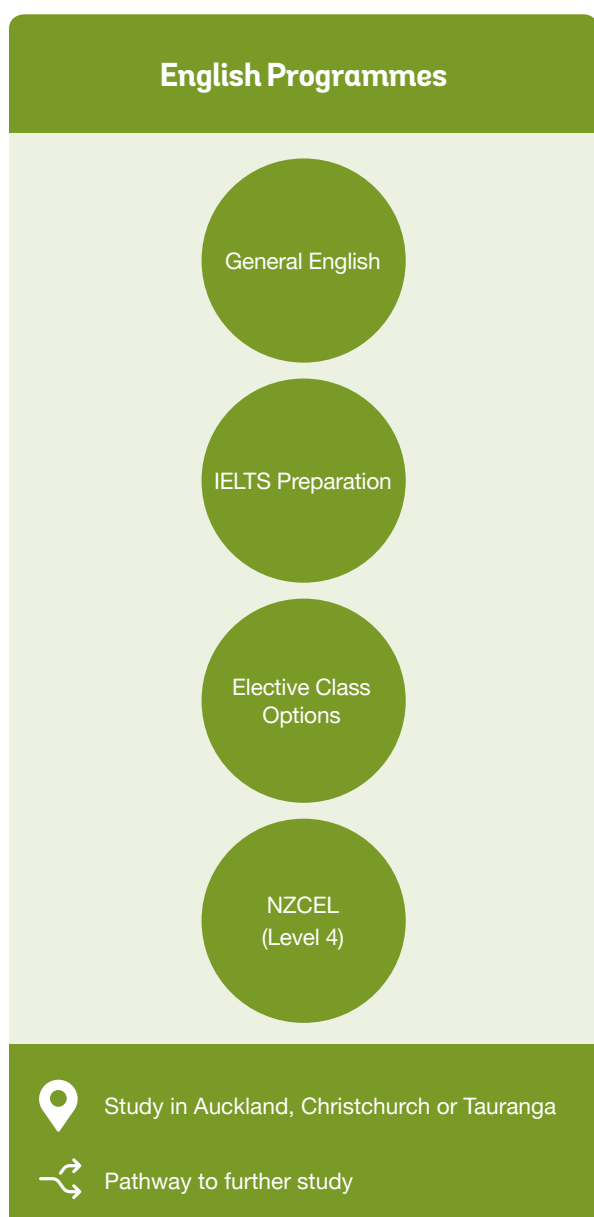 English Programmes
General English
IELTS Preparation
Elective Class
Options
NZCEL
(Level 4)
Study in Auckland, Christchurch or Tauranga
Pathway to further study